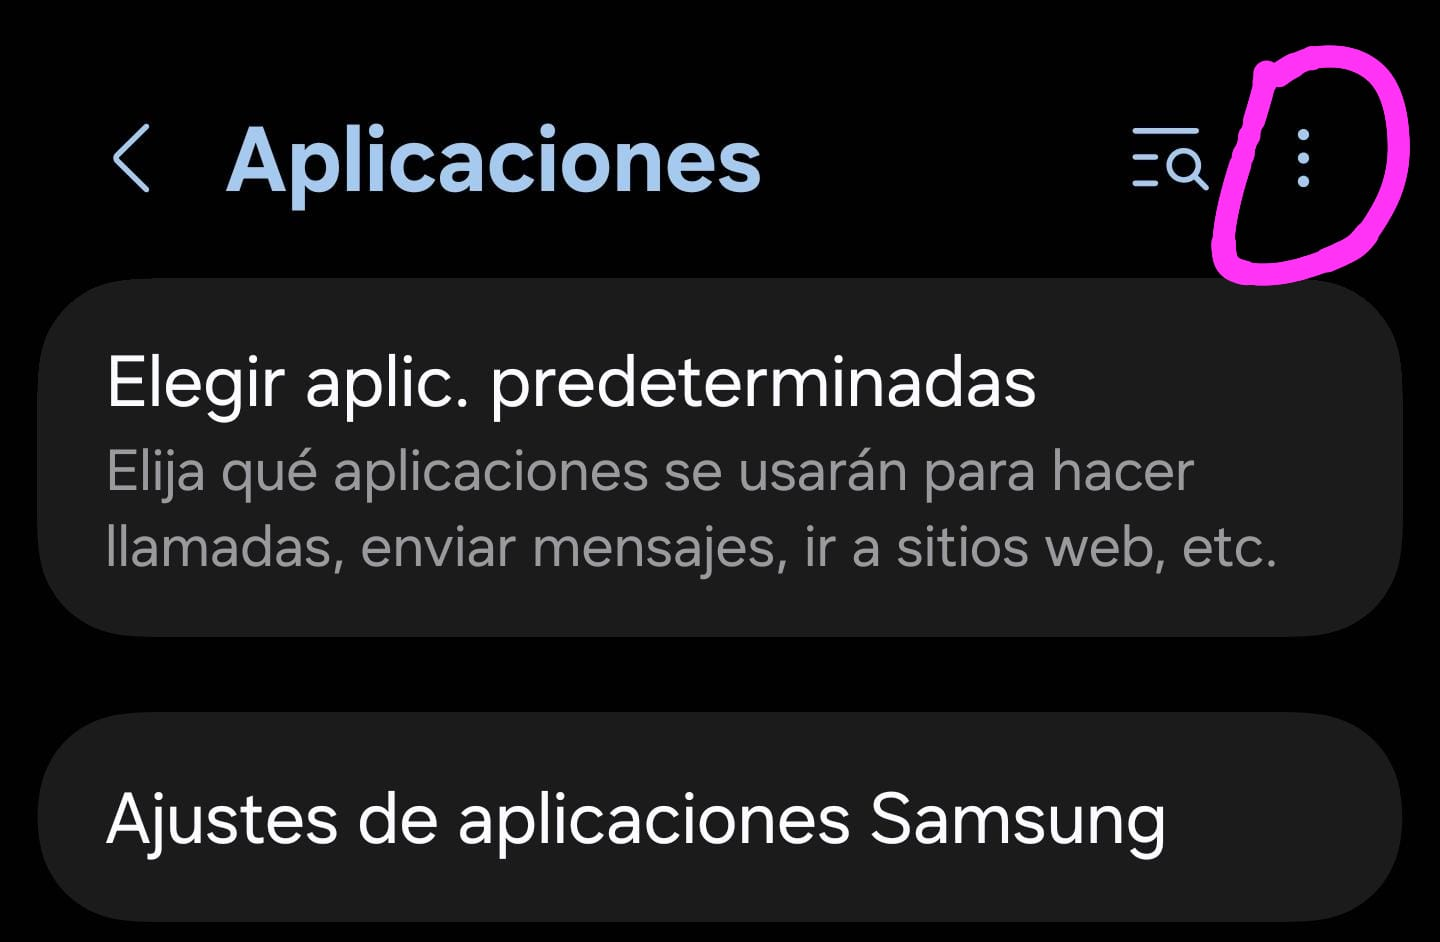 Aplicaciones
Elegir aplic. predeterminadas
Elija qué aplicaciones se usarán para hacer
llamadas, enviar mensajes, ir a sitios web, etc.
Ajustes de aplicaciones Samsung